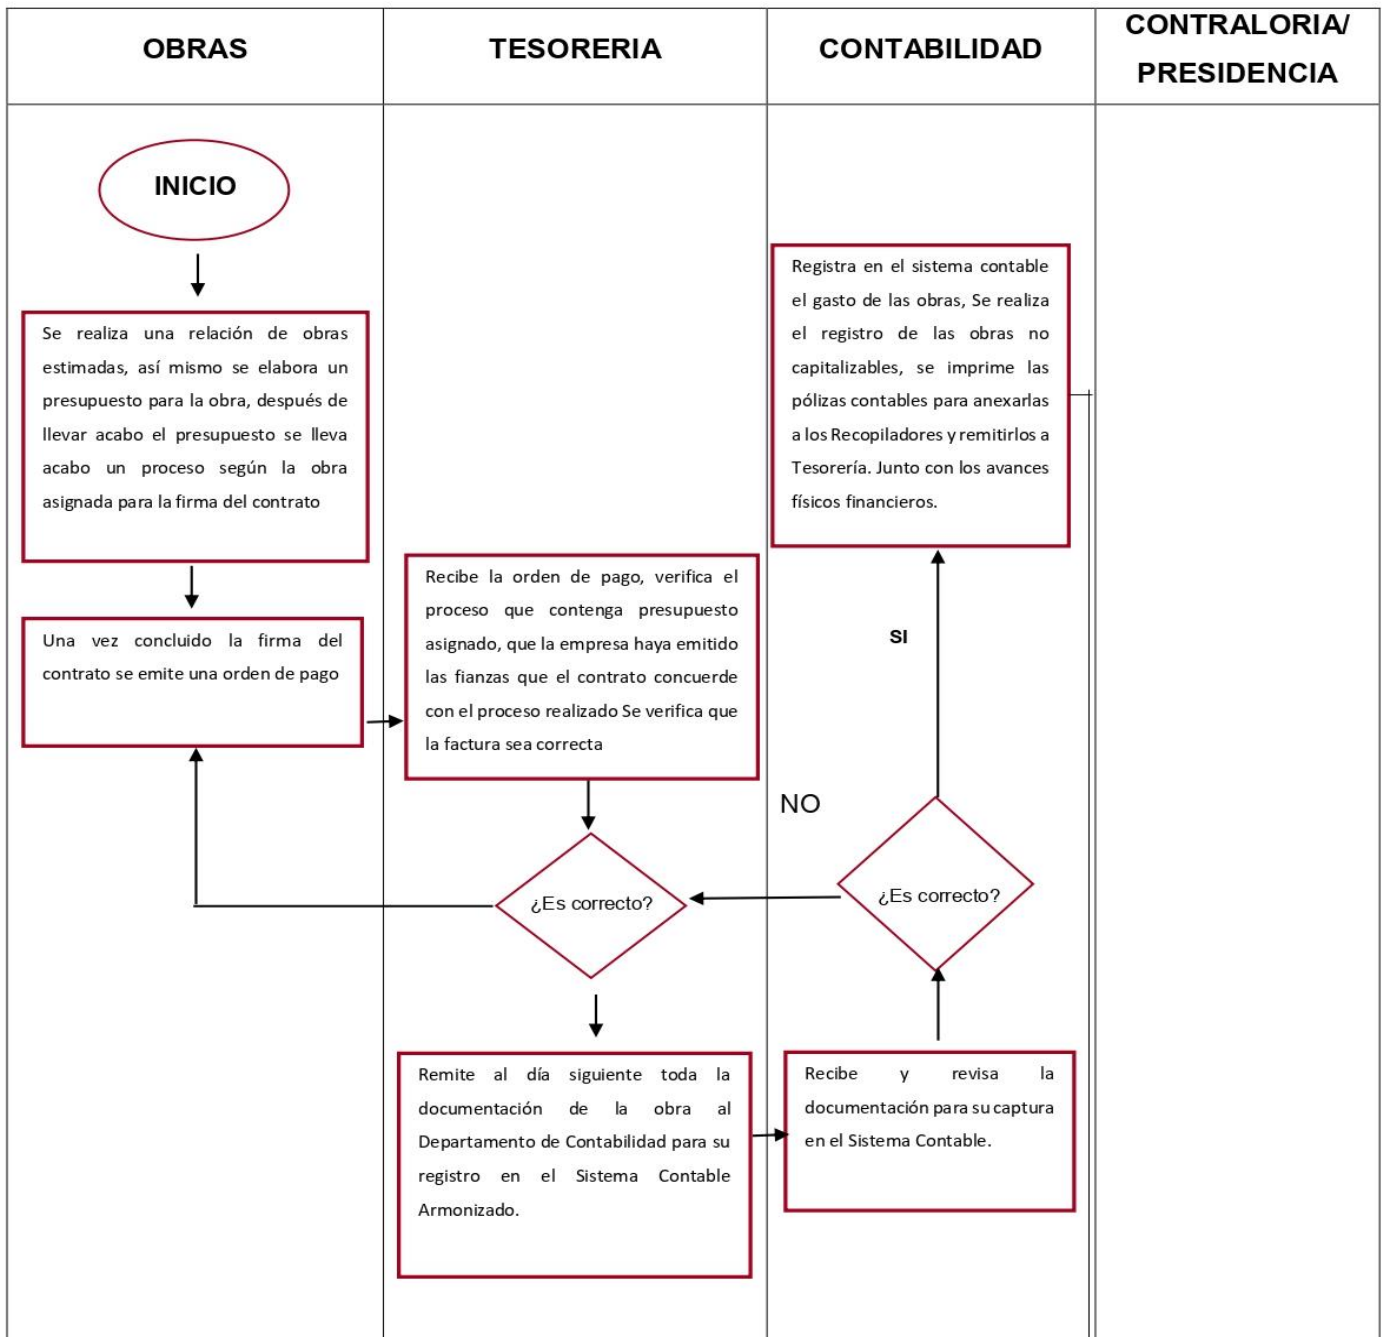 OBRAS
TESORERIA
CONTABILIDAD
CONTRALORIA/
PRESIDENCIA
INICIO
Se realiza una relación de obras
estimadas, así mismo se elabora un
presupuesto para la obra, después de
llevar acabo el presupuesto se lleva
acabo un proceso según la obra
asignada para la firma del contrato
Una vez concluido la firma del
contrato se emite una orden de pago
Recibe la orden de pago, verifica el
proceso que contenga presupuesto
asignado, que la empresa haya emitido
las fianzas que el contrato concuerde
con el proceso realizado Se verifica que
la factura sea correcta
¿Es correcto?
Remite al día siguiente toda la
documentación de la obra al
Departamento de Contabilidad para su
registro en el Sistema Contable
Armonizado.
Recibe y revisa la
documentación para su captura
en el Sistema Contable.
¿Es correcto?
NO
SI
Registra en el sistema contable
el gasto de las obras, Se realiza
el registro de las obras no
capitalizables, se imprime las
pólizas contables para anexarlas
a los Recopiladores y remitirlos a
Tesorería. Junto con los avances
físicos financieros.